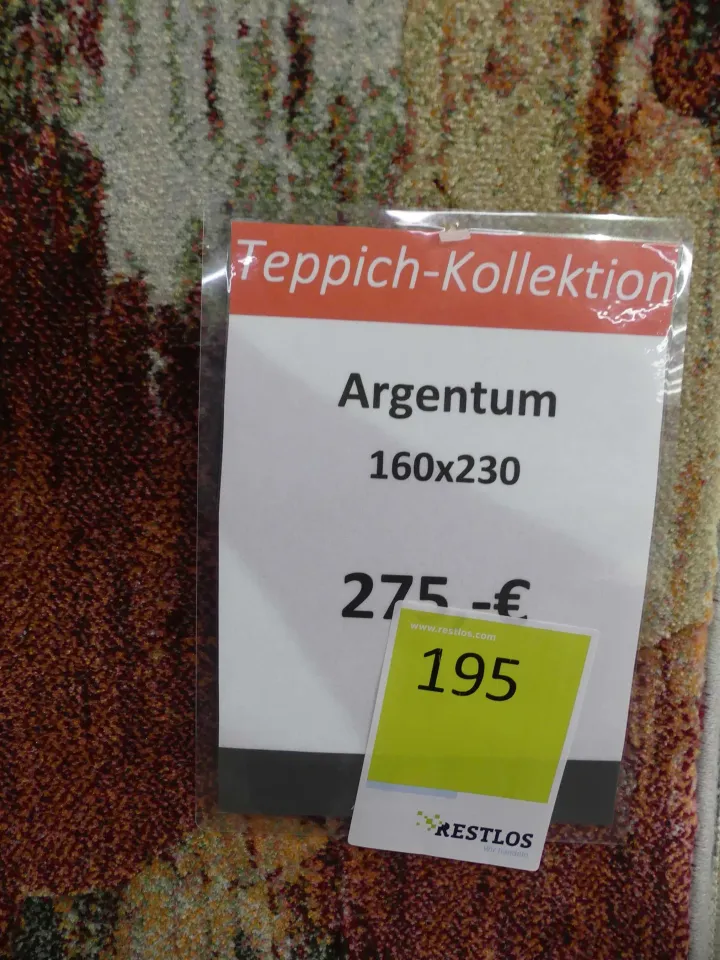 Teppich-Kollektion
Argentum
160x230
275,-€
www.restlos.com
195
RESTLOS